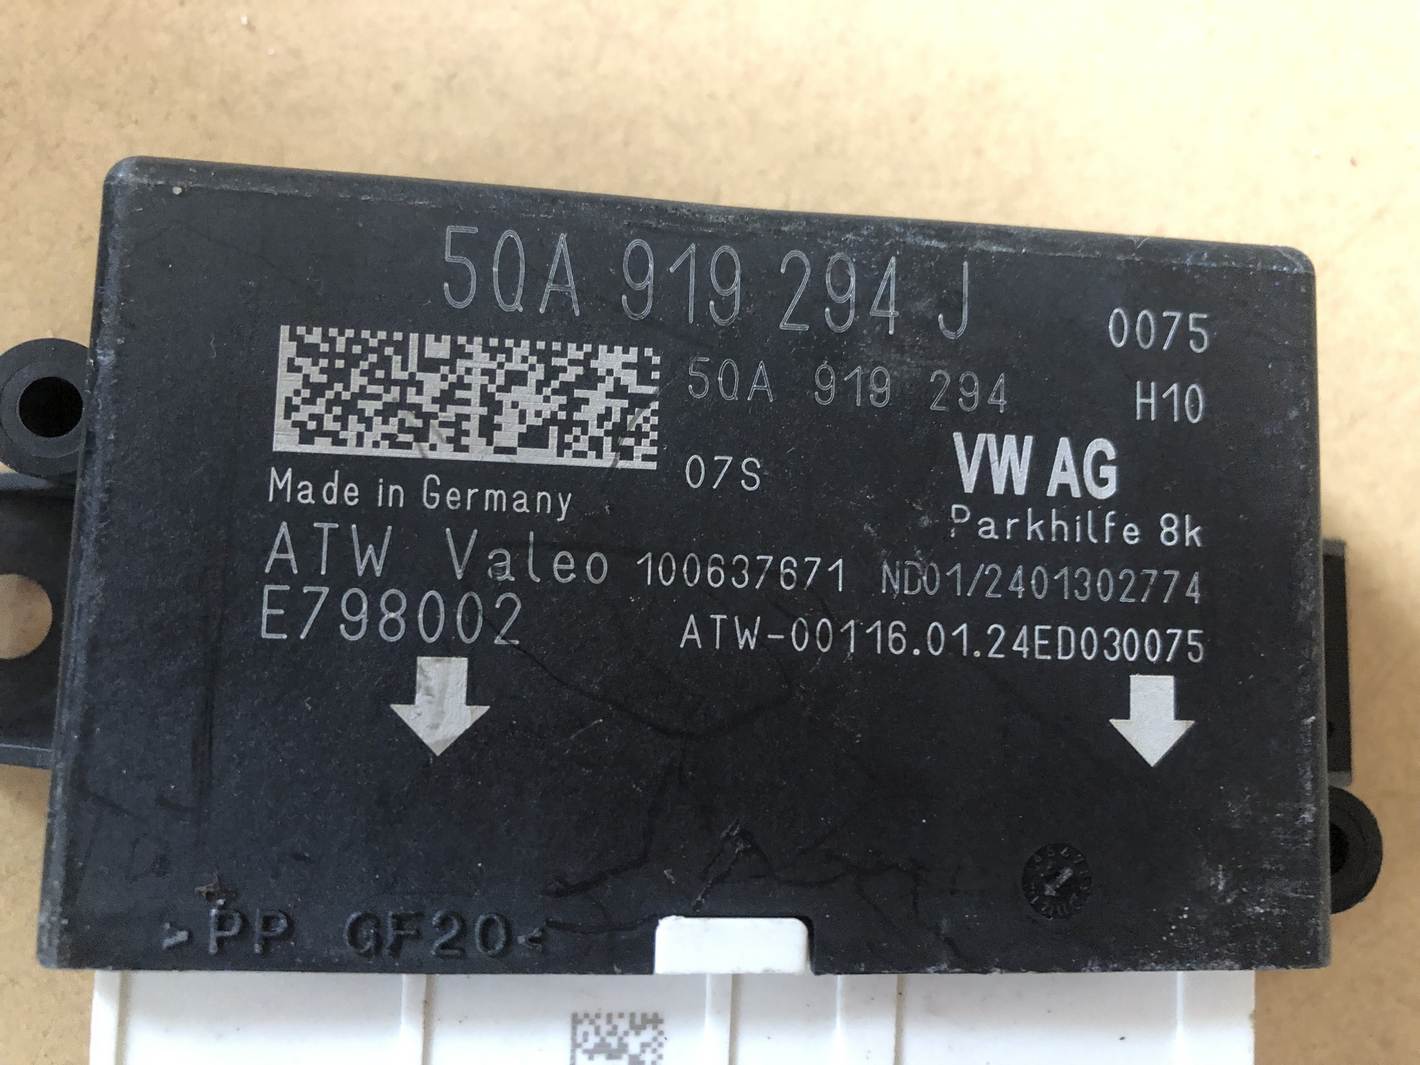 5QA 919 294 J
0075
5QA 919 294
H10
07S
VW AG
Made in Germany
Parkhilfe 8k
ATW Valeo 100637671 ND01/2401302774
E798002
ATW-00116.01.24ED030075
>PP GF20<